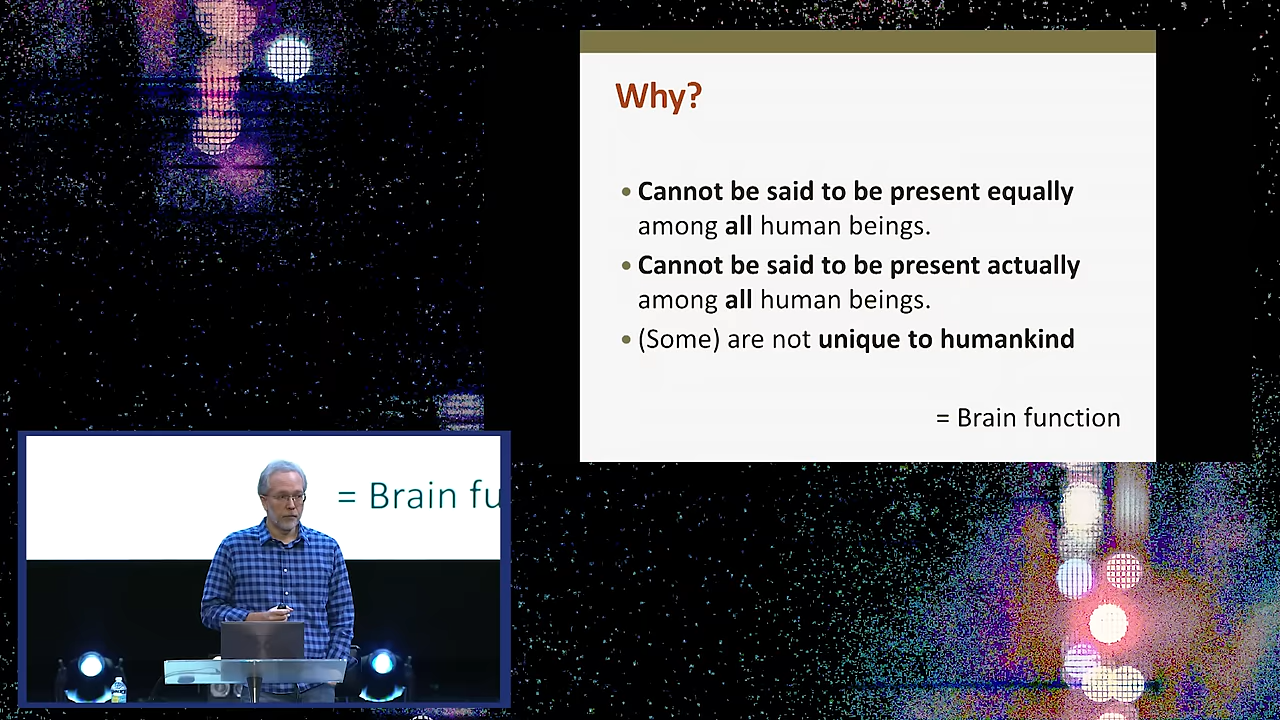 Why?
• Cannot be said to be present equally
among all human beings.
• Cannot be said to be present actually
among all human beings.
• (Some) are not unique to humankind
= Brain function
= Brain fu